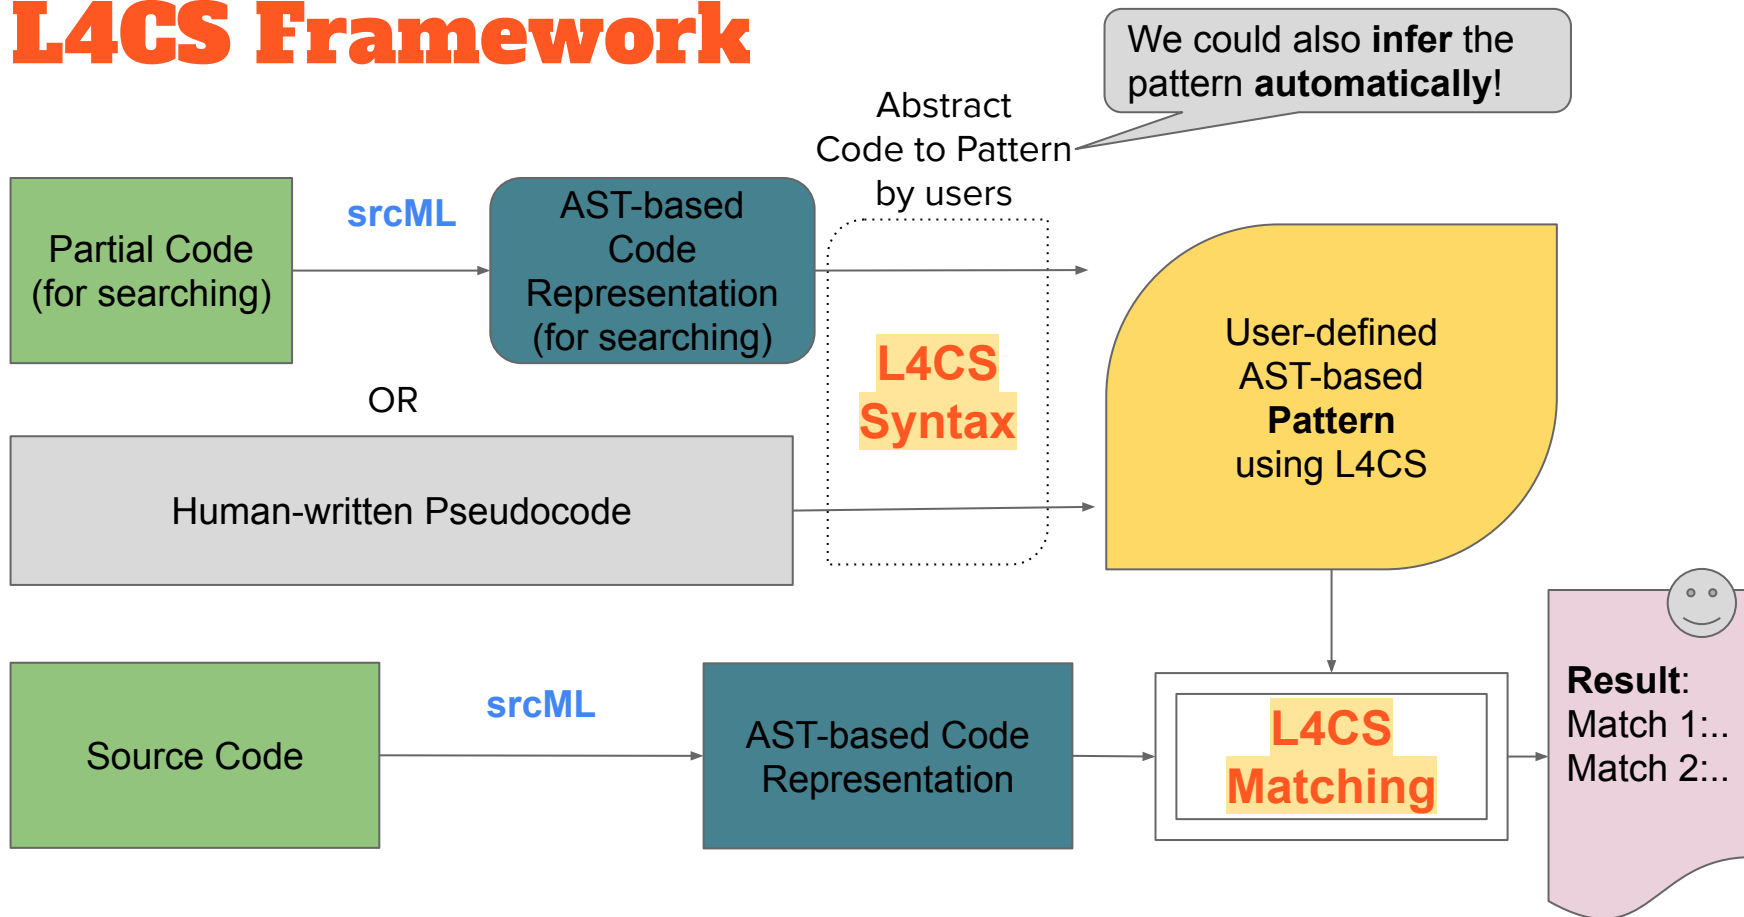 L4CS Framework
We could also infer the
pattern automatically!
Abstract
Code to Pattern
by users
Partial Code
(for searching)
srcML
AST-based
Code
Representation
(for searching)
L4CS
Syntax
User-defined
AST-based
Pattern
using L4CS
OR
Human-written Pseudocode
Source Code
srcML
AST-based Code
Representation
L4CS
Matching
Result:
Match 1:..
Match 2:..